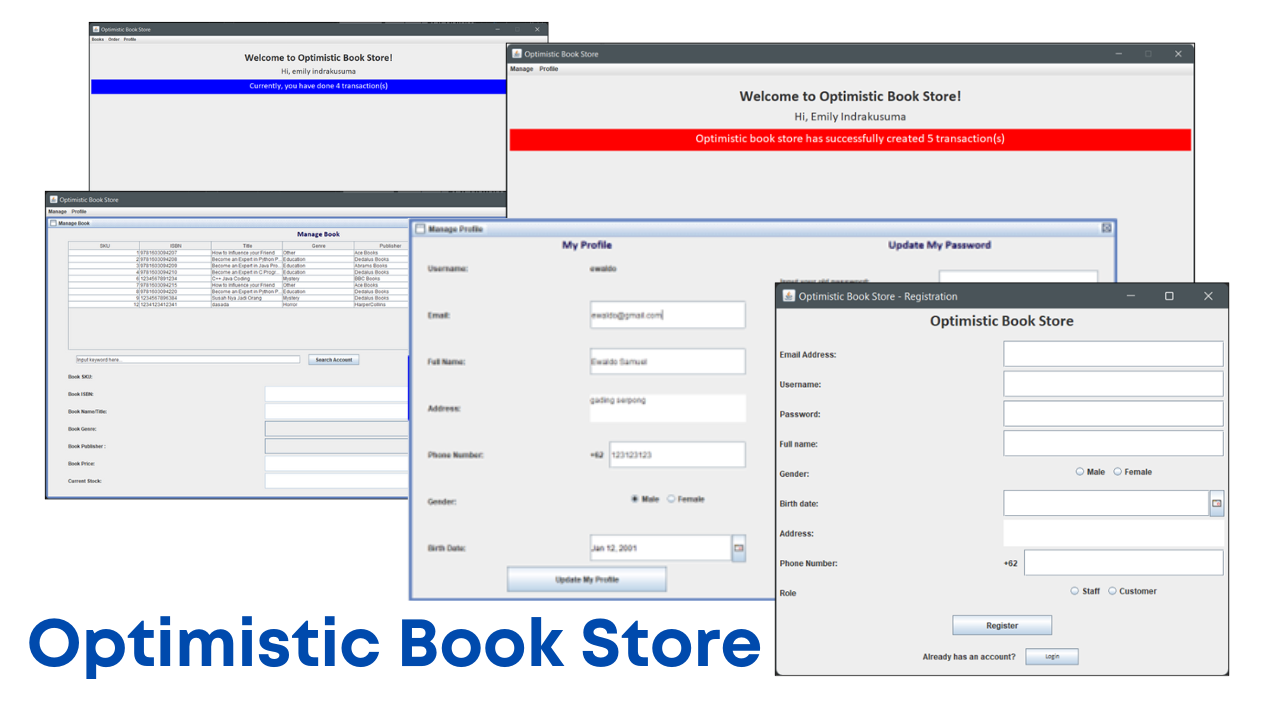 Optimistic Book Store
Books Order Profile
Welcome to Optimistic Book Store!
Hi, emily indrakusuma
Currently, you have done 4 transaction(s)
Optimistic Book Store
Manage Profile
Welcome to Optimistic Book Store!
Hi, Emily Indrakusuma
Optimistic book store has successfully created 5 transaction(s)
Optimistic Book Store
Manage Profile
Manage Book
Manage Book
SKU ISBN Title Genre Publisher
1 9781603094207 How to Influence your Friend Other Ace Books
2 9781603094208 Become an Expert in Python P... Education Dedalus Books
3 9781603094209 Become an Expert in Java Pro... Education Abrams Books
4 9781603094210 Become an Expert in C Progr... Education Dedalus Books
6 1234567891234 C++ Java Coding Mystery BBC Books
7 9781603094215 How to Influence your Friend Other Ace Books
8 9781603094220 Become an Expert in Python P... Education Dedalus Books
9 1234567896384 Susah Nya Jadi Orang Mystery Dedalus Books
12 1234123412341 dasada Horror HarperCollins
Input keyword here...
Search Account
Book SKU:
Book ISBN:
Book Name/Title:
Book Genre:
Book Publisher :
Book Price:
Current Stock:
Manage Profile
My Profile
Update My Password
Username: ewaldo
Input your old password:
Email: ewaldo@gmail.com
Full Name: Ewaldo Samuel
Address: gading serpong
Phone Number: +62 123123123
Gender: Male Female
Birth Date: Jan 12, 2001
Update My Profile
Optimistic Book Store - Registration
Optimistic Book Store
Email Address:
Username:
Password:
Full name:
Gender: Male Female
Birth date:
Address:
Phone Number: +62
Role Staff Customer
Register
Already has an account? Login
Optimistic Book Store